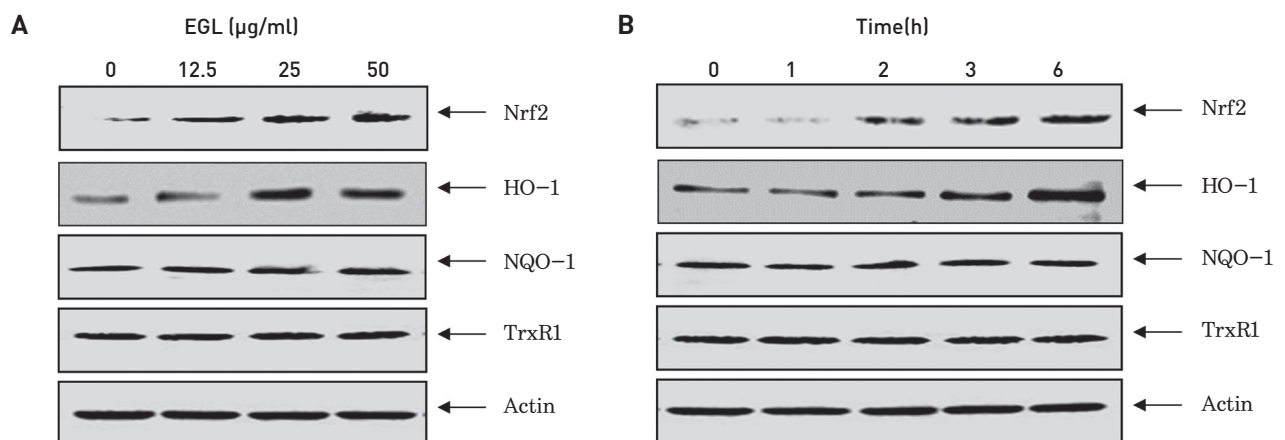 A
EGL (µg/ml)
0 12.5 25 50
Nrf2
HO−1
NQO−1
TrxR1
Actin
B
Time(h)
0 1 2 3 6
Nrf2
HO−1
NQO−1
TrxR1
Actin